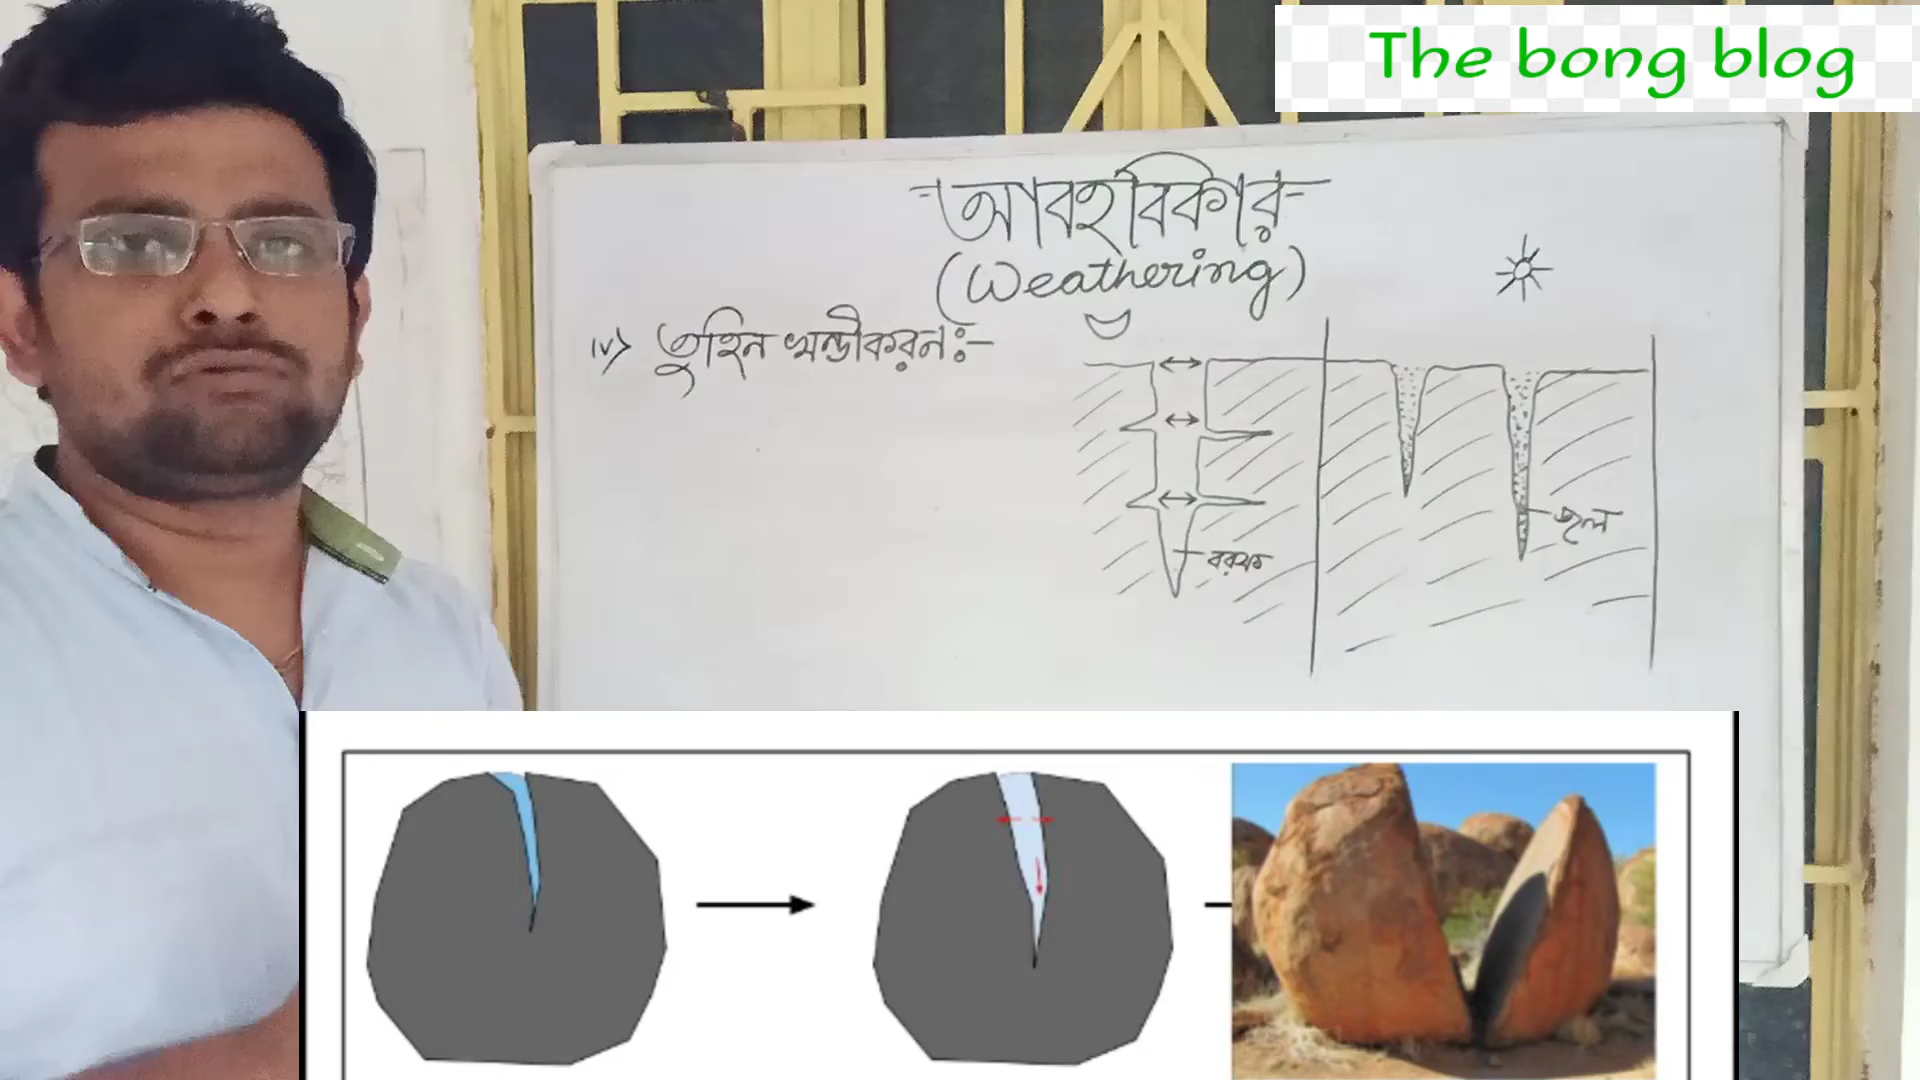 The bong blog
আবহবিকার
(Weathering)
iv> তুহিন খন্ডীকরন:-
জল
বরফ